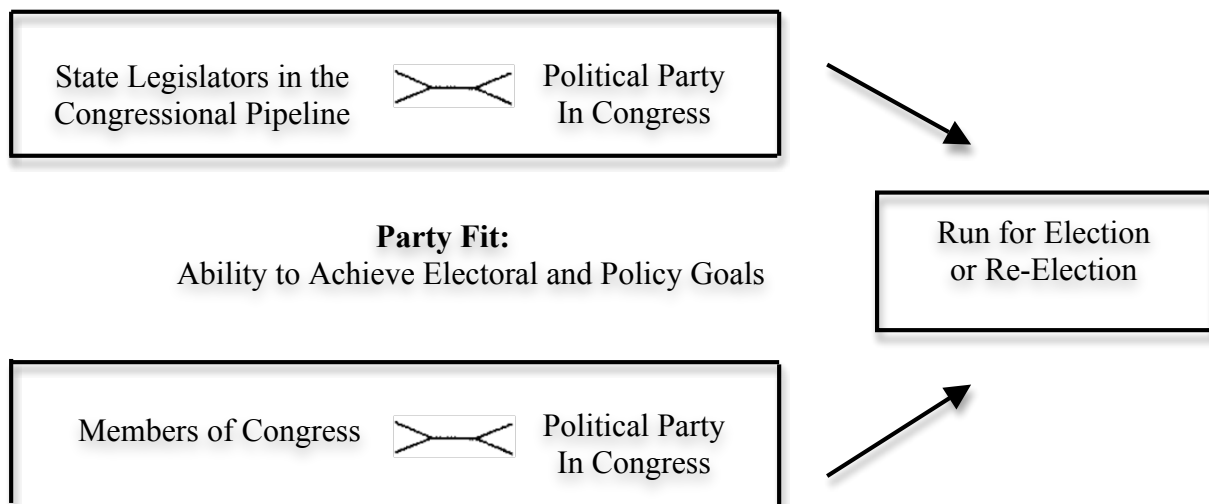 State Legislators in the
Congressional Pipeline
Political Party
In Congress
Party Fit:
Ability to Achieve Electoral and Policy Goals
Run for Election
or Re-Election
Members of Congress
Political Party
In Congress